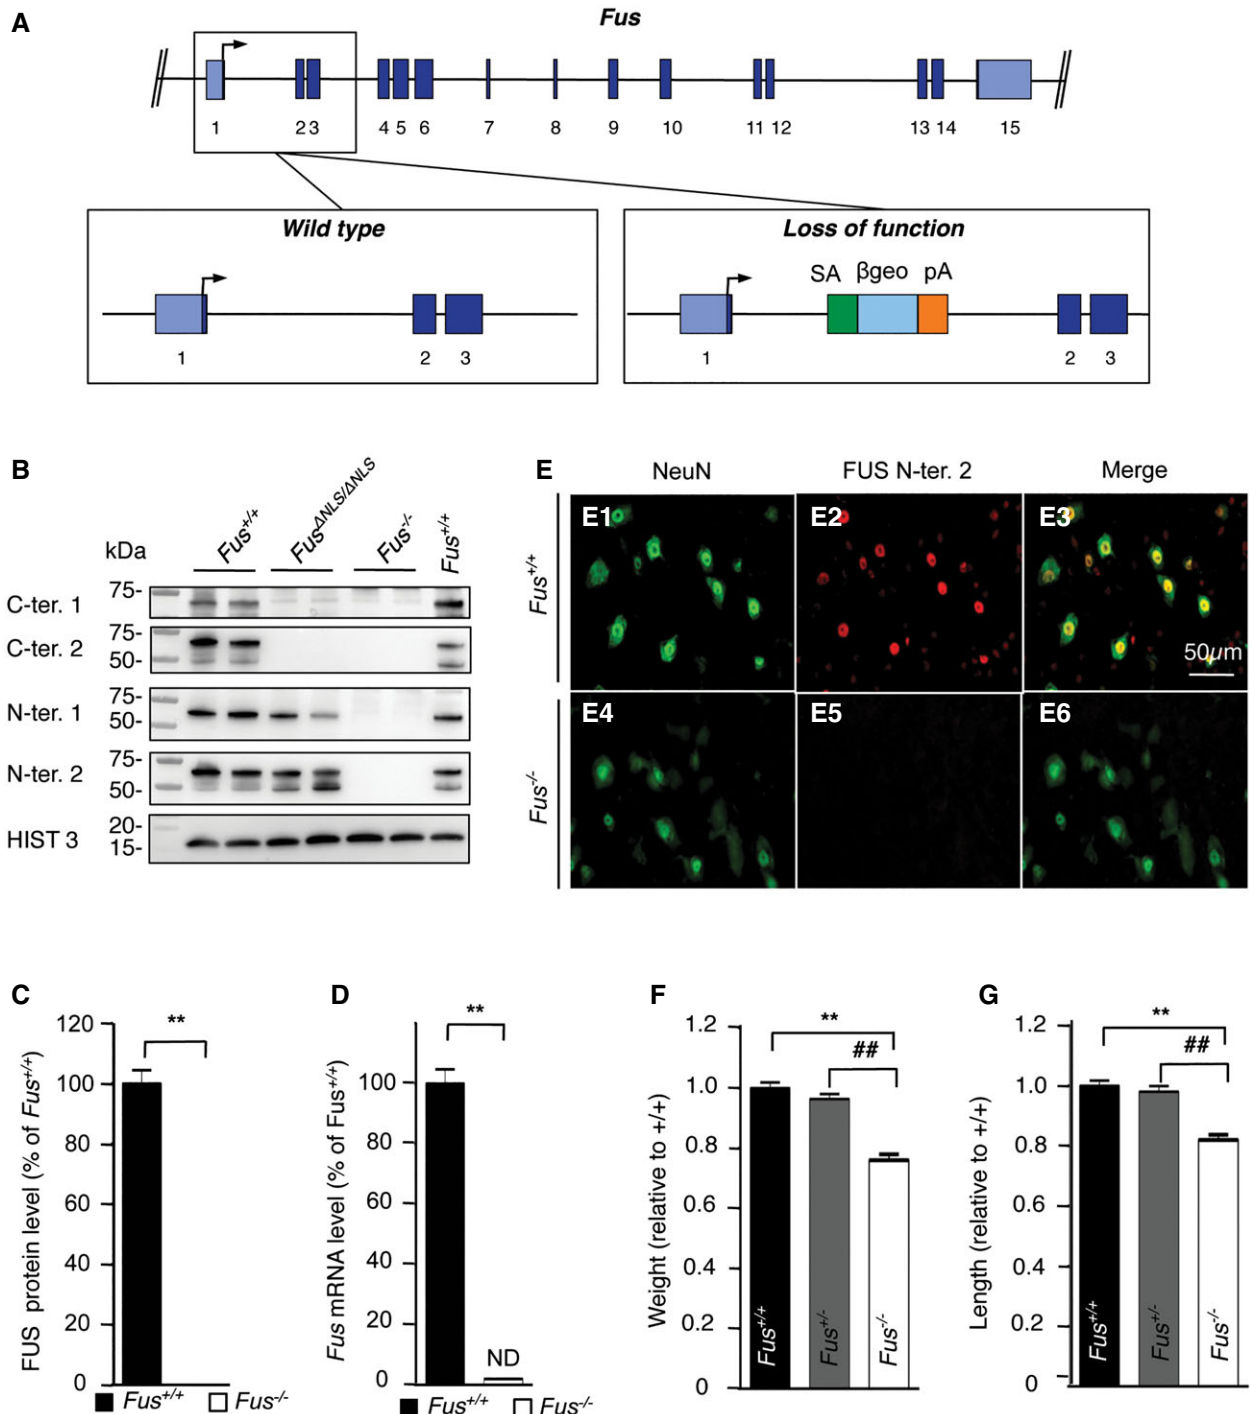 A
Fus
1 2 3 4 5 6 7 8 9 10 11 12 13 14 15
Wild type
1 2 3
Loss of function
SA βgeo pA
1 2 3
B
kDa
Fus+/+ FusΔNLS/ΔNLS Fus-/- Fus+/+
C-ter. 1 75-
C-ter. 2 75- 50-
N-ter. 1 75- 50-
N-ter. 2 75- 50-
HIST 3 20- 15-
E
NeuN FUS N-ter. 2 Merge
Fus+/+
E1 E2 E3
50µm
Fus-/-
E4 E5 E6
C
FUS protein level (% of Fus+/+)
120
100
80
60
40
20
0
**
Fus+/+ Fus-/-
D
Fus mRNA level (% of Fus+/+)
100
80
60
40
20
0
**
ND
Fus+/+ Fus-/-
F
Weight (relative to +/+)
1.2
1.0
0.8
0.6
0.4
0.2
0
**
##
Fus+/+ Fus+/- Fus-/-
G
Length (relative to +/+)
1.2
1.0
0.8
0.6
0.4
0.2
0
**
##
Fus+/+ Fus+/- Fus-/-